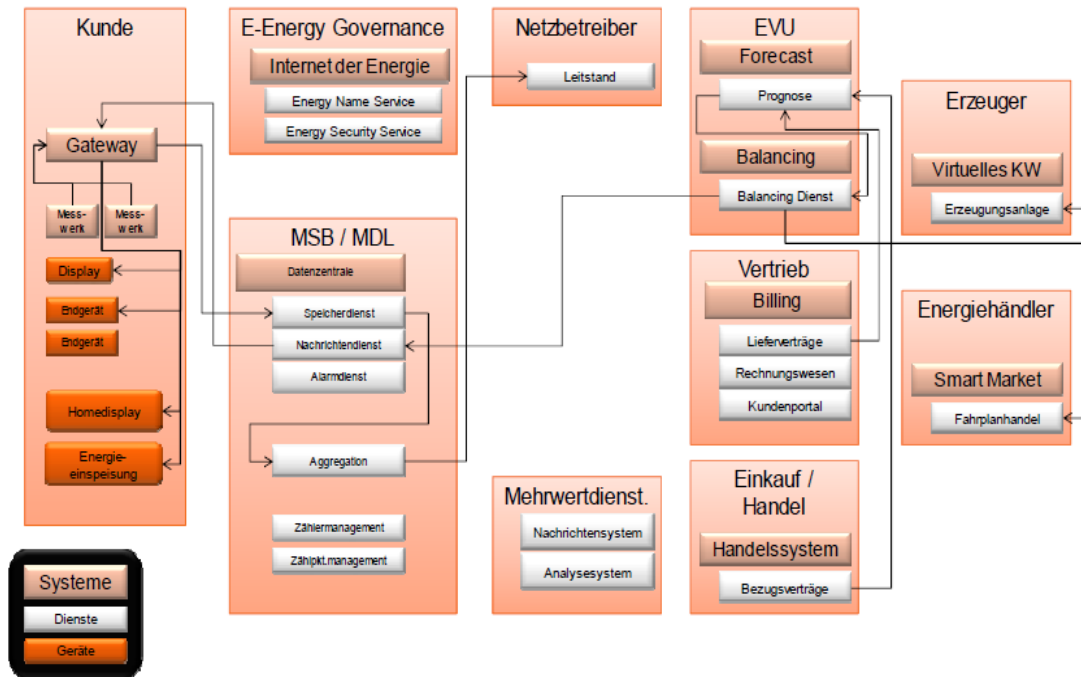 Kunde
Gateway
Mess-
werk
Mess-
werk
Display
Endgerät
Endgerät
Homedisplay
Energie-
einspeisung
Systeme
Dienste
Geräte
E-Energy Governance
Internet der Energie
Energy Name Service
Energy Security Service
MSB / MDL
Datenzentrale
Speicherdienst
Nachrichtendienst
Alarmdienst
Aggregation
Zählermanagement
Zählpkt.management
Netzbetreiber
Leitstand
Mehrwertdienst.
Nachrichtensystem
Analysesystem
EVU
Forecast
Prognose
Balancing
Balancing Dienst
Vertrieb
Billing
Lieferverträge
Rechnungswesen
Kundenportal
Einkauf /
Handel
Handelssystem
Bezugsverträge
Erzeuger
Virtuelles KW
Erzeugungsanlage
Energiehändler
Smart Market
Fahrplanhandel